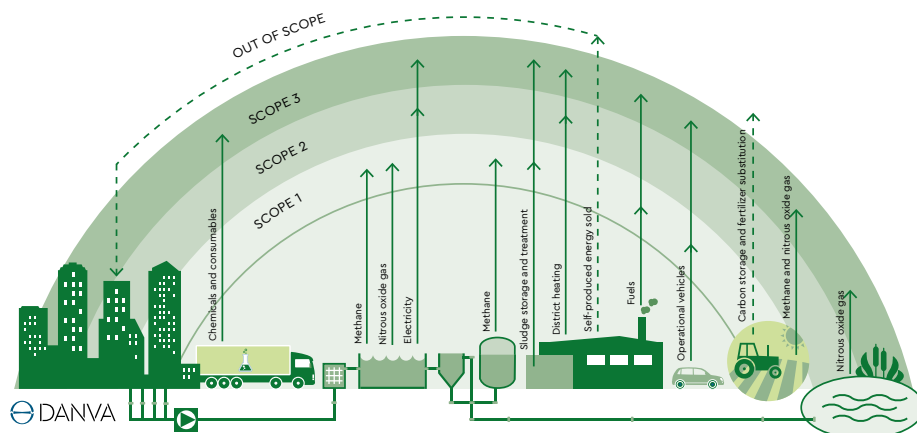 OUT OF SCOPE
SCOPE 3
SCOPE 2
SCOPE 1
Chemicals and consumables
Methane
Nitrous oxide gas
Electricity
Methane
Sludge storage and treatment
District heating
Self-produced energy sold
Fuels
Operational vehicles
Carbon storage and fertilizer substitution
Methane and nitrous oxide gas
Nitrous oxide gas
DANVA